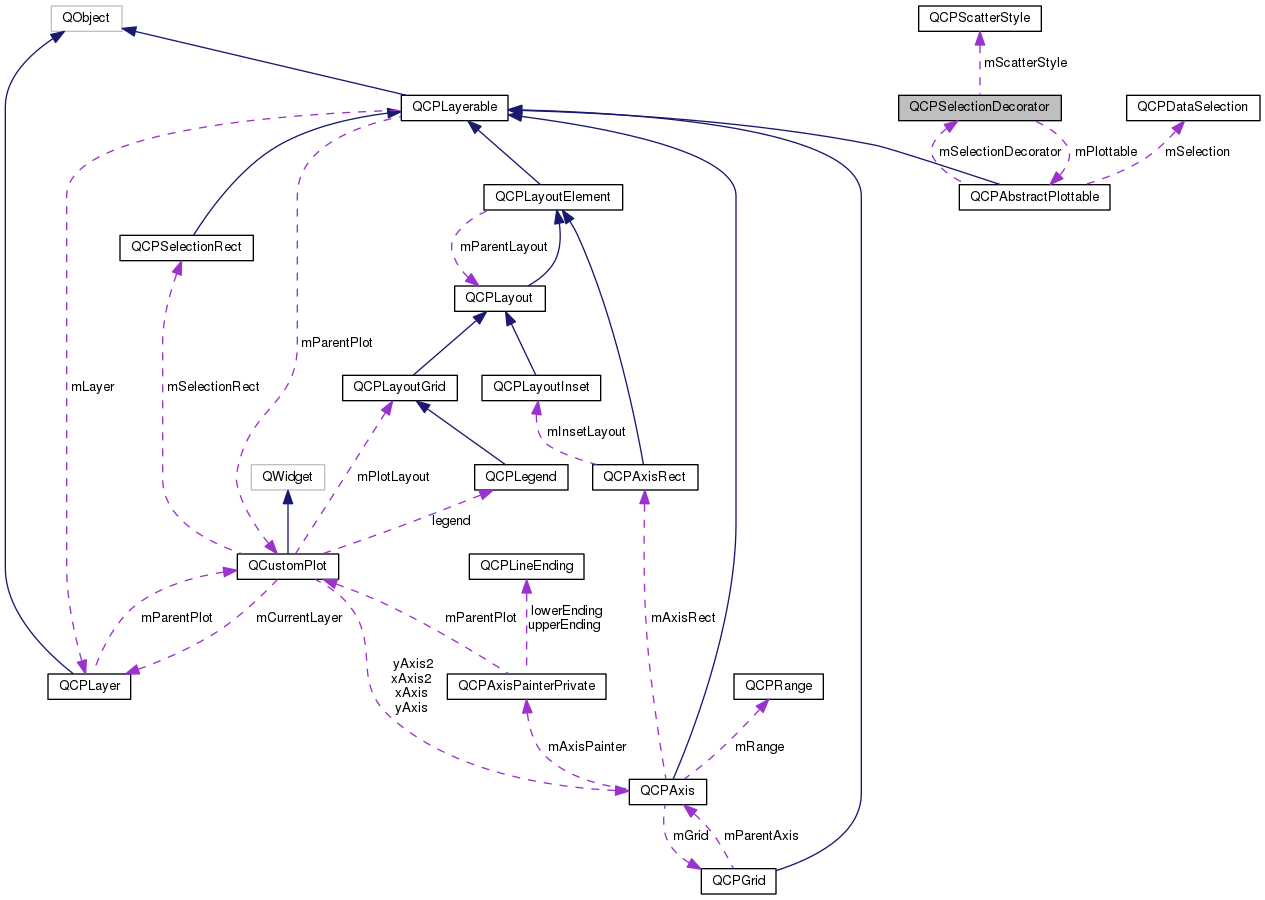 QObject
QCPScatterStyle
mScatterStyle
QCPLayerable
QCPSelectionDecorator
QCPDataSelection
mSelectionDecorator
mPlottable
mSelection
QCPLayoutElement
QCPAbstractPlottable
QCPSelectionRect
mParentLayout
QCPLayout
mParentPlot
mLayer
mSelectionRect
QCPLayoutGrid
QCPLayoutInset
mInsetLayout
QWidget
mPlotLayout
QCPLegend
QCPAxisRect
legend
QCustomPlot
QCPLineEnding
mParentPlot
mCurrentLayer
mParentPlot
lowerEnding
upperEnding
mAxisRect
yAxis2
xAxis2
xAxis
yAxis
QCPLayer
QCPAxisPainterPrivate
QCPRange
mAxisPainter
mRange
QCPAxis
mGrid
mParentAxis
QCPGrid